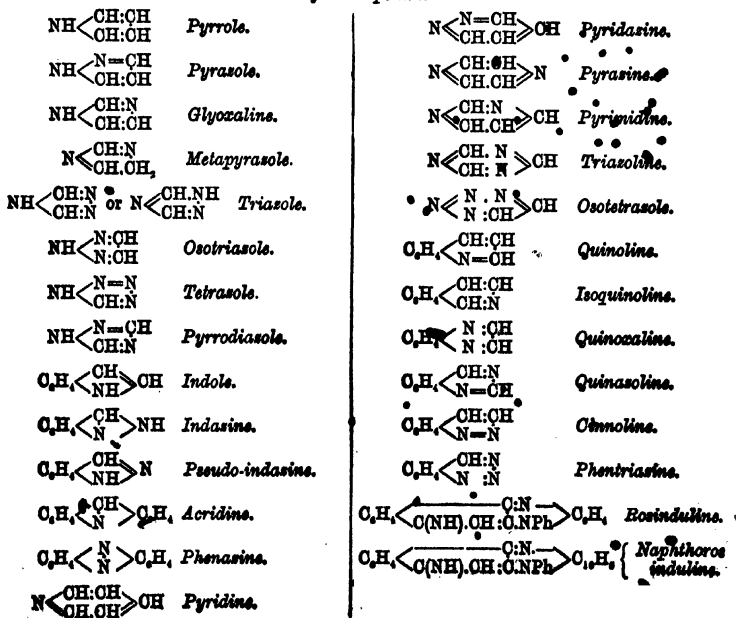 NH<CH:CH CH:CH Pyrrole.
NH<N=CH CH:CH Pyrazole.
NH<CH:N CH:CH Glyoxaline.
N<CH:N CH.CH₂ Metapyrazole.
NH<CH:N CH:N or N<CH.NH CH:N Triazole.
NH<N:CH N:CH Osotriazole.
NH<N=N CH:N Tetrazole.
NH<N=CH CH:N Pyrrodiazole.
C₆H₄<CH NH>CH Indole.
C₆H₄<CH N>NH Indazine.
C₆H₄<CH NH>N Pseudo-indazine.
C₆H₄<CH N>C₆H₄ Acridine.
C₆H₄<N N>C₆H₄ Phenazine.
N<CH:CH CH.CH>CH Pyridine.
N<N=CH CH.CH>CH Pyridazine.
N<CH:CH CH.CH>N Pyrazine.
N<CH:N CH.CH>CH Pyrimidine.
N<CH.N CH:N>CH Triazoline.
N<N.N N.CH>CH Osotetrazole.
C₆H₄<CH:CH N=CH Quinoline.
C₆H₄<CH:CH CH:N Isoquinoline.
C₆H₄<N:CH N:CH Quinoxaline.
C₆H₄<CH:N N=CH Quinazoline.
C₆H₄<CH:CH N=N Cinnoline.
C₆H₄<CH:N N:N Phentriazine.
C₆H₄<C:N. C(NH).CH:C.NPh>C₆H₄ Rosinduline.
C₆H₄<C:N. C(NH).CH:C.NPh>C₁₀H₆{Naphthoros
induline.